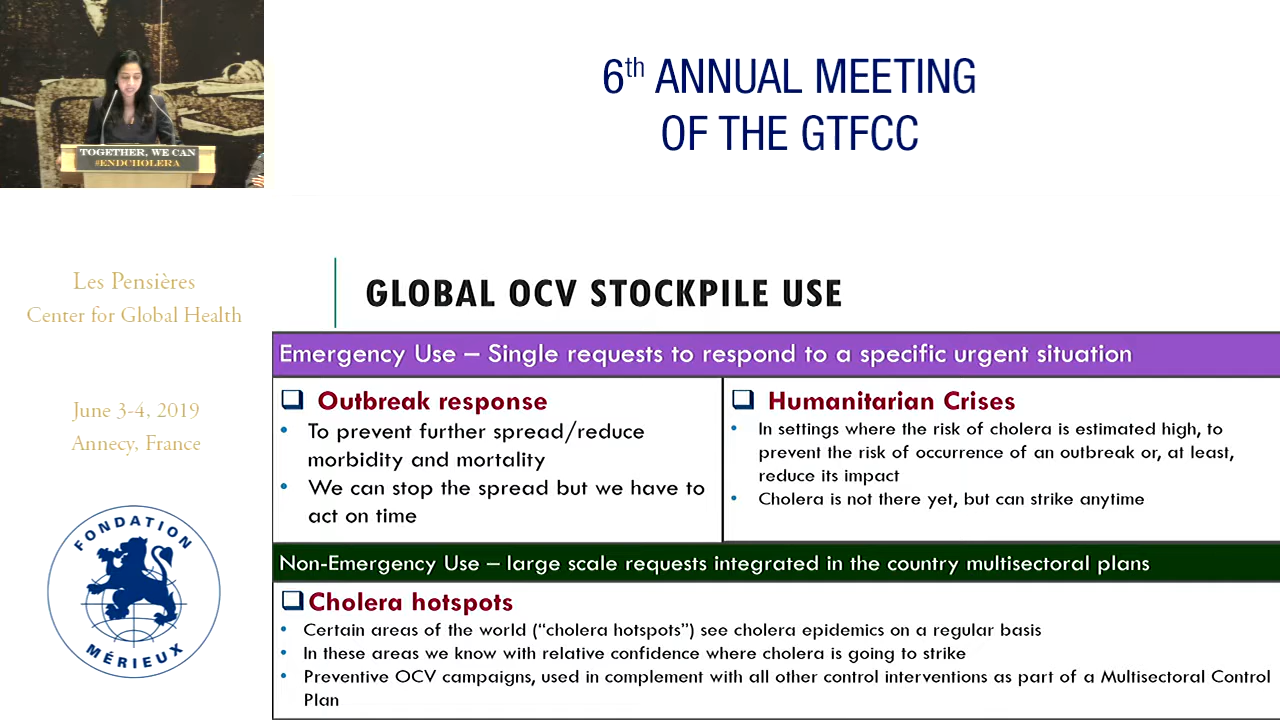 6th ANNUAL MEETING
OF THE GTFCC
TOGETHER, WE CAN
#ENDCHOLERA
Les Pensières
Center for Global Health
June 3-4, 2019
Annecy, France
FONDATION
MÉRIEUX
GLOBAL OCV STOCKPILE USE
Emergency Use – Single requests to respond to a specific urgent situation
Outbreak response
• To prevent further spread/reduce
morbidity and mortality
• We can stop the spread but we have to
act on time
Humanitarian Crises
• In settings where the risk of cholera is estimated high, to
prevent the risk of occurrence of an outbreak or, at least,
reduce its impact
• Cholera is not there yet, but can strike anytime
Non-Emergency Use – large scale requests integrated in the country multisectoral plans
Cholera hotspots
• Certain areas of the world (“cholera hotspots”) see cholera epidemics on a regular basis
• In these areas we know with relative confidence where cholera is going to strike
• Preventive OCV campaigns, used in complement with all other control interventions as part of a Multisectoral Control
Plan